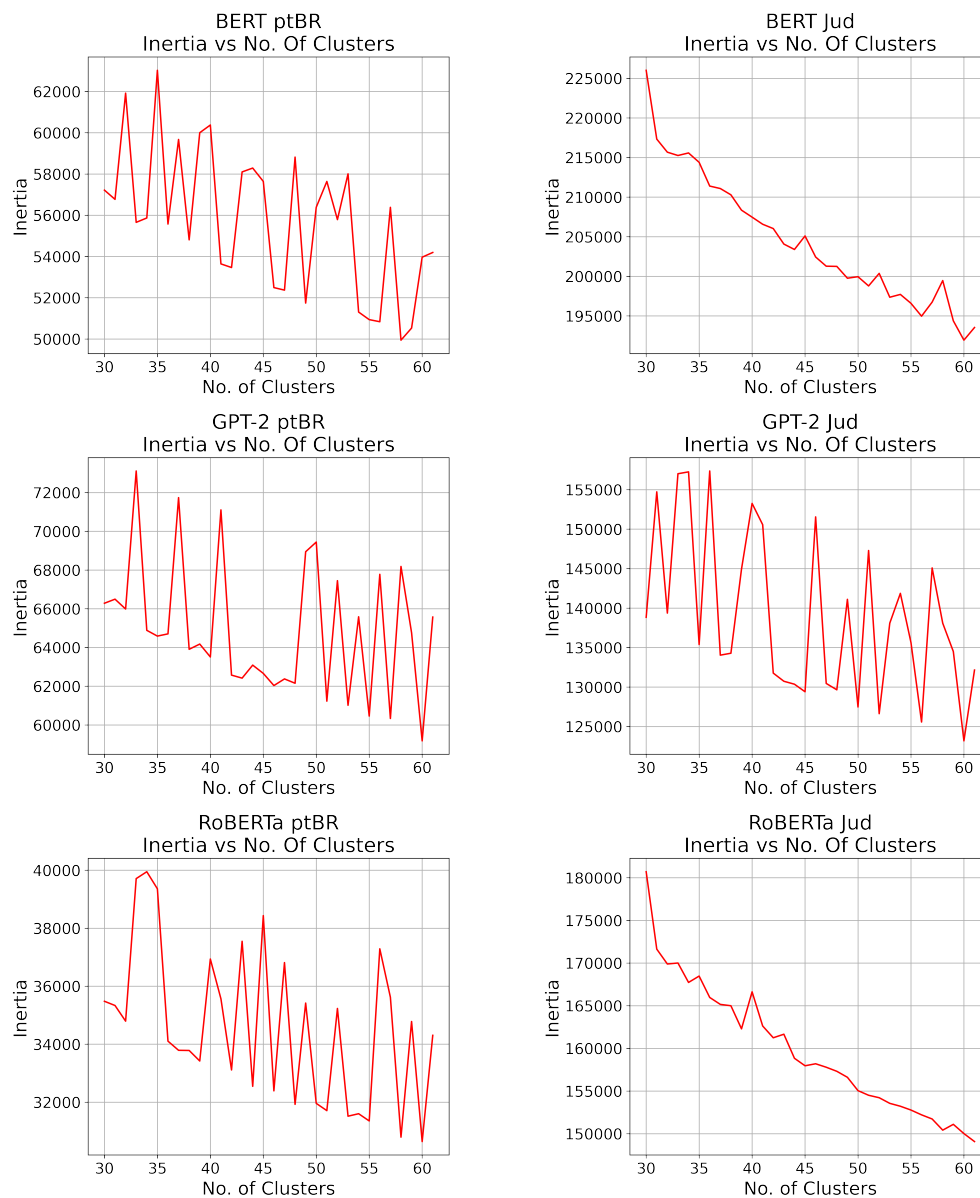 BERT ptBR
Inertia vs No. Of Clusters
Inertia
62000
60000
58000
56000
54000
52000
50000
30 35 40 45 50 55 60
No. of Clusters
BERT Jud
Inertia vs No. Of Clusters
Inertia
225000
220000
215000
210000
205000
200000
195000
30 35 40 45 50 55 60
No. of Clusters
GPT-2 ptBR
Inertia vs No. Of Clusters
Inertia
72000
70000
68000
66000
64000
62000
60000
30 35 40 45 50 55 60
No. of Clusters
GPT-2 Jud
Inertia vs No. Of Clusters
Inertia
155000
150000
145000
140000
135000
130000
125000
30 35 40 45 50 55 60
No. of Clusters
RoBERTa ptBR
Inertia vs No. Of Clusters
Inertia
40000
38000
36000
34000
32000
30 35 40 45 50 55 60
No. of Clusters
RoBERTa Jud
Inertia vs No. Of Clusters
Inertia
180000
175000
170000
165000
160000
155000
150000
30 35 40 45 50 55 60
No. of Clusters